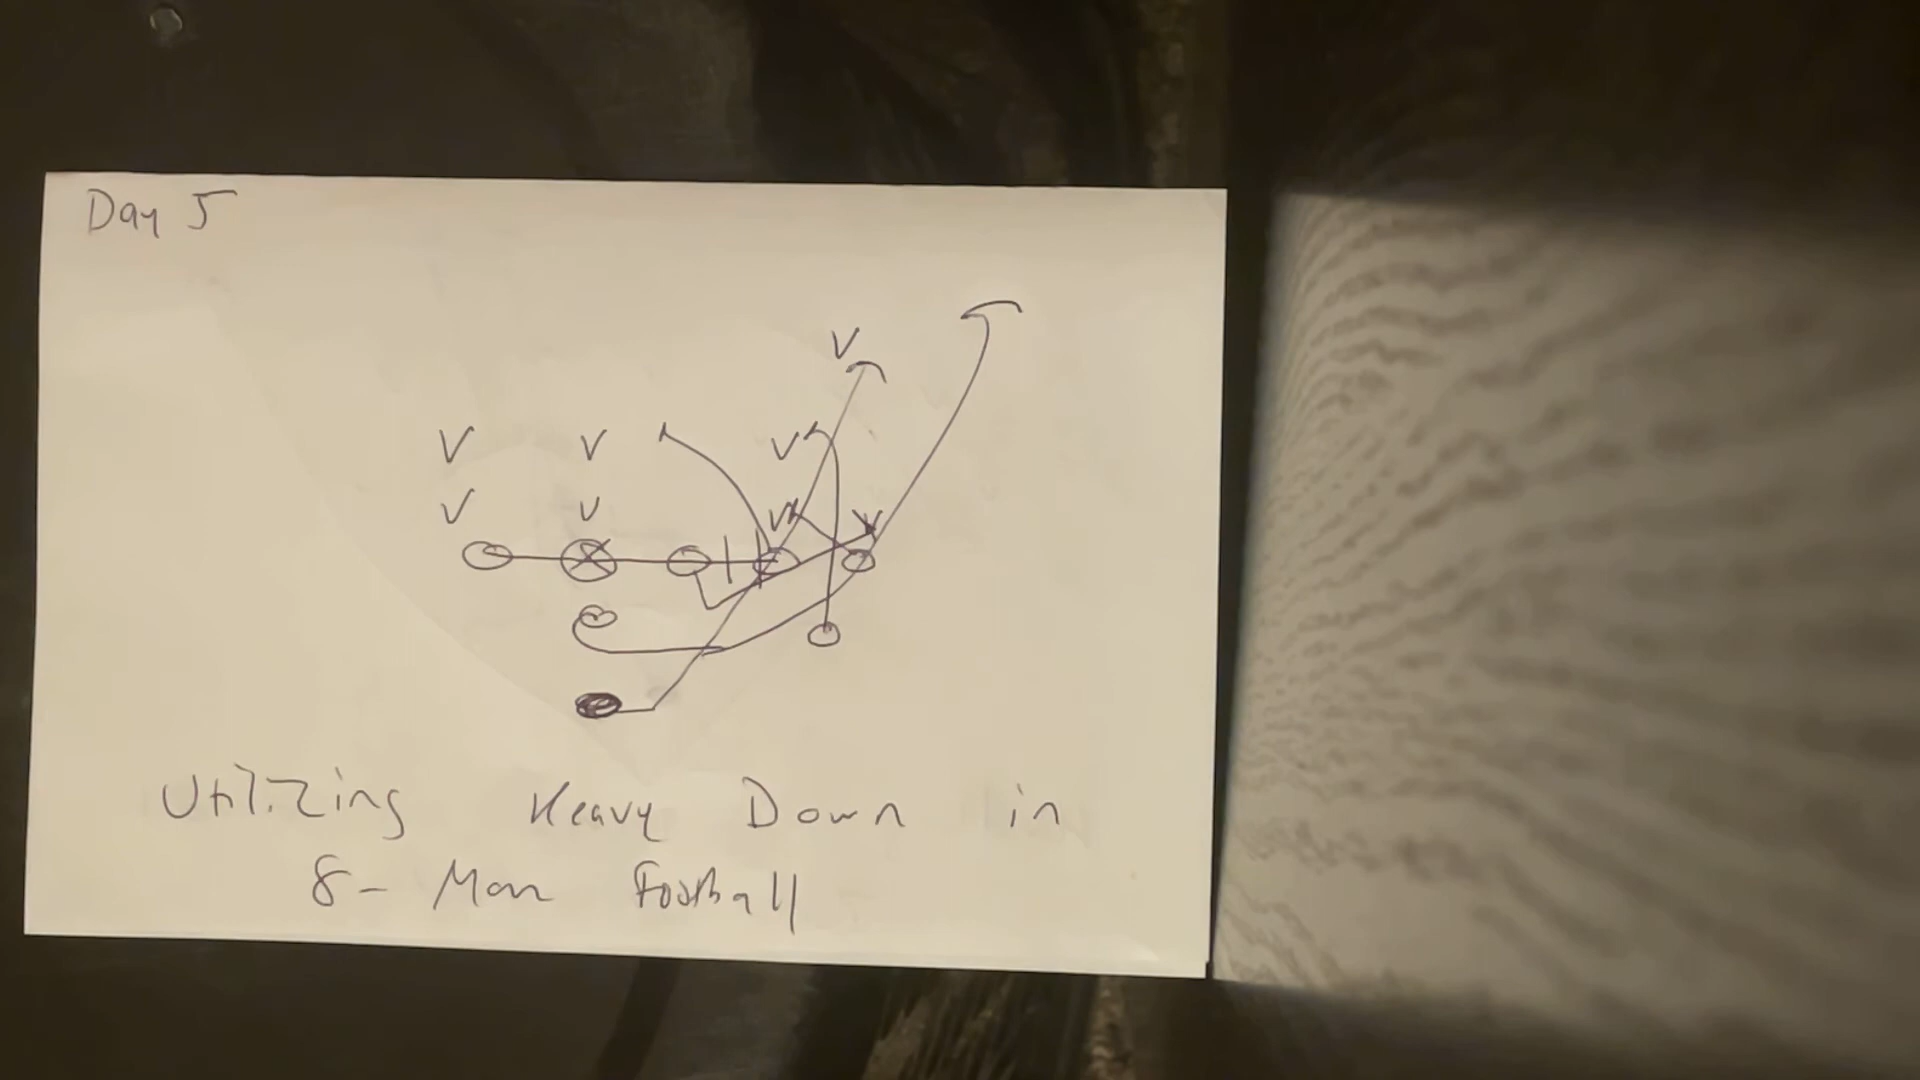 Day 5
V
V V V
V V V V
Utilizing Heavy Down in
8- Man Football